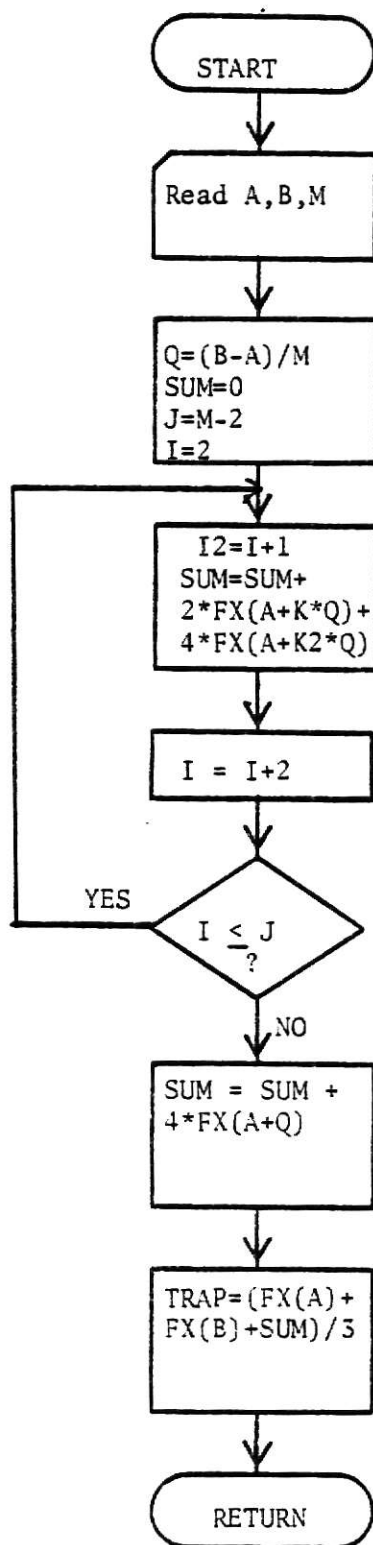 START
Read A,B,M
Q=(B-A)/M
SUM=0
J=M-2
I=2
I2=I+1
SUM=SUM+
2*FX(A+K*Q)+
4*FX(A+K2*Q)
I = I+2
YES
I ≤ J
?
NO
SUM = SUM +
4*FX(A+Q)
TRAP=(FX(A)+
FX(B)+SUM)/3
RETURN